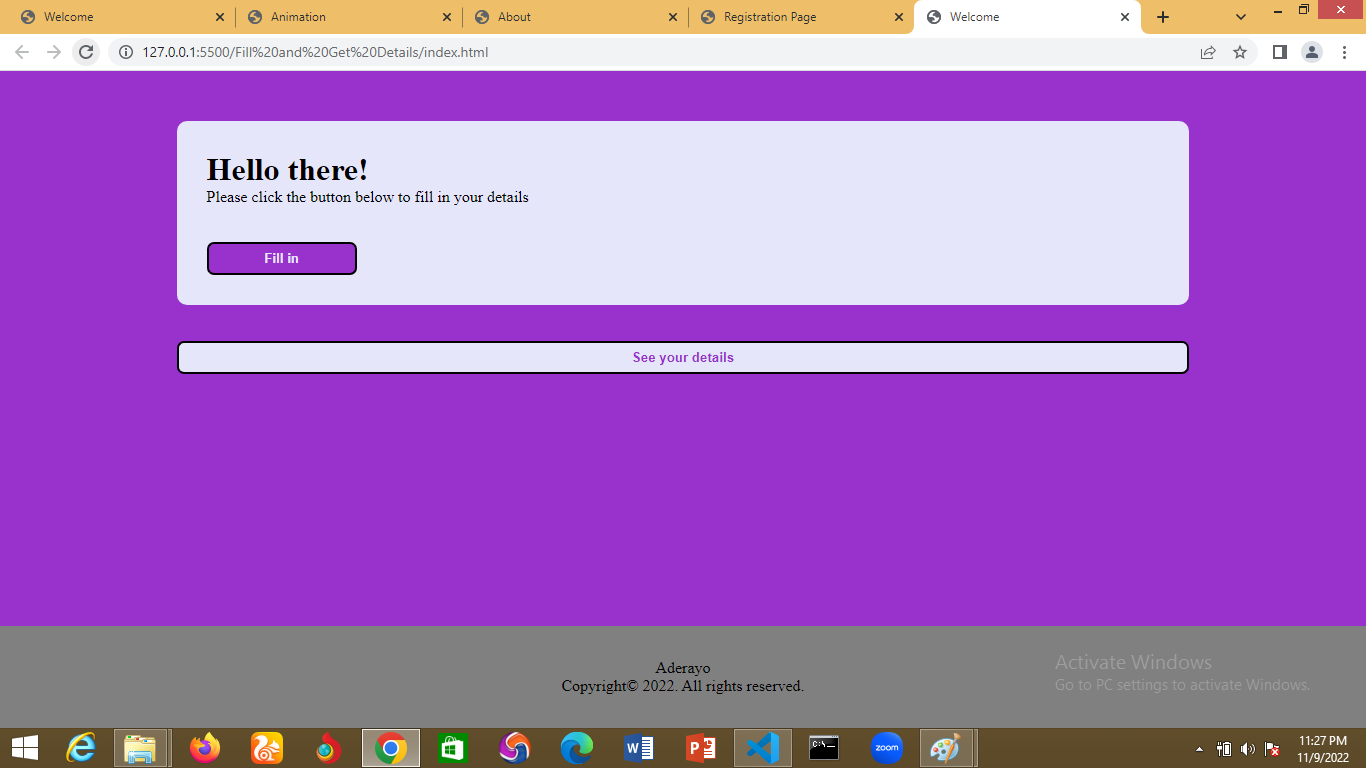 Welcome
Animation
About
Registration Page
Welcome
127.0.0.1:5500/Fill%20and%20Get%20Details/index.html
Hello there!
Please click the button below to fill in your details
Fill in
See your details
Aderayo
Copyright© 2022. All rights reserved.
Activate Windows
Go to PC settings to activate Windows.
zoom
11:27 PM
11/9/2022